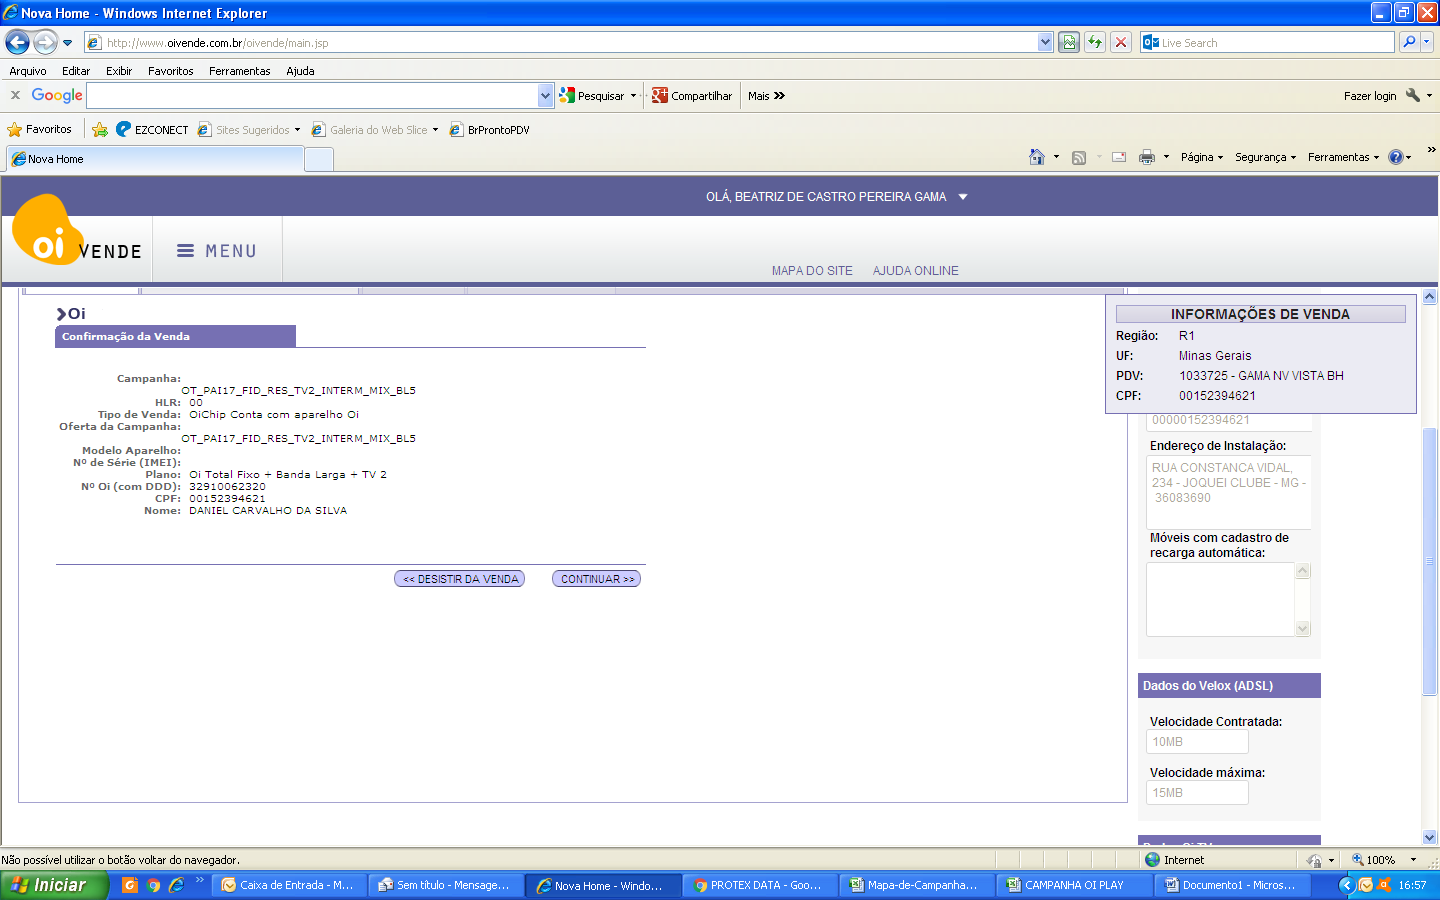 Nova Home - Windows Internet Explorer
http://www.oivende.com.br/oivende/main.jsp
Live Search
Arquivo Editar Exibir Favoritos Ferramentas Ajuda
x Google Pesquisar Compartilhar Mais >> Fazer login
Favoritos EZCONECT Sites Sugeridos Galeria do Web Slice BrProntoPDV
Nova Home
Página Segurança Ferramentas
OLÁ, BEATRIZ DE CASTRO PEREIRA GAMA
oi VENDE
MENU
MAPA DO SITE AJUDA ONLINE
Oi
Confirmação da Venda
Campanha:
OT_PAI17_FID_RES_TV2_INTERM_MIX_BL5
HLR: 00
Tipo de Venda: OiChip Conta com aparelho Oi
Oferta da Campanha:
OT_PAI17_FID_RES_TV2_INTERM_MIX_BL5
Modelo Aparelho:
Nº de Série (IMEI):
Plano: Oi Total Fixo + Banda Larga + TV 2
Nº Oi (com DDD): 32910062320
CPF: 00152394621
Nome: DANIEL CARVALHO DA SILVA
<< DESISTIR DA VENDA CONTINUAR >>
INFORMAÇÕES DE VENDA
Região: R1
UF: Minas Gerais
PDV: 1033725 - GAMA NV VISTA BH
CPF: 00152394621
00000152394621
Endereço de Instalação:
RUA CONSTANCA VIDAL,
234 - JOQUEI CLUBE - MG -
36083690
Móveis com cadastro de
recarga automática:
Dados do Velox (ADSL)
Velocidade Contratada:
10MB
Velocidade máxima:
15MB
Não possível utilizar o botão voltar do navegador.
Internet
100%
Iniciar
Caixa de Entrada - M...
Sem título - Mensage...
Nova Home - Windo...
PROTEX DATA - Goo...
Mapa-de-Campanha...
CAMPANHA OI PLAY
Documento1 - Micros...
16:57